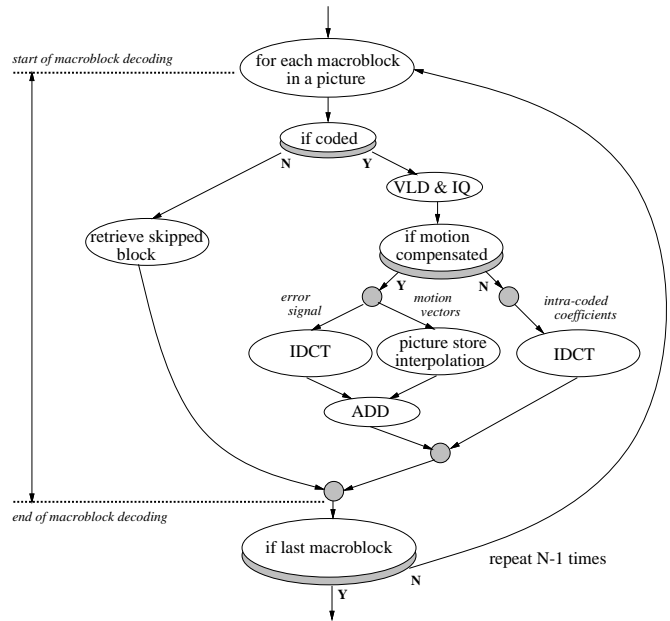 for each macroblock
in a picture
start of macroblock decoding
if coded
N
Y
VLD & IQ
retrieve skipped
block
if motion
compensated
Y
N
error
signal
motion
vectors
intra-coded
coefficients
IDCT
picture store
interpolation
IDCT
ADD
end of macroblock decoding
if last macroblock
repeat N-1 times
N
Y